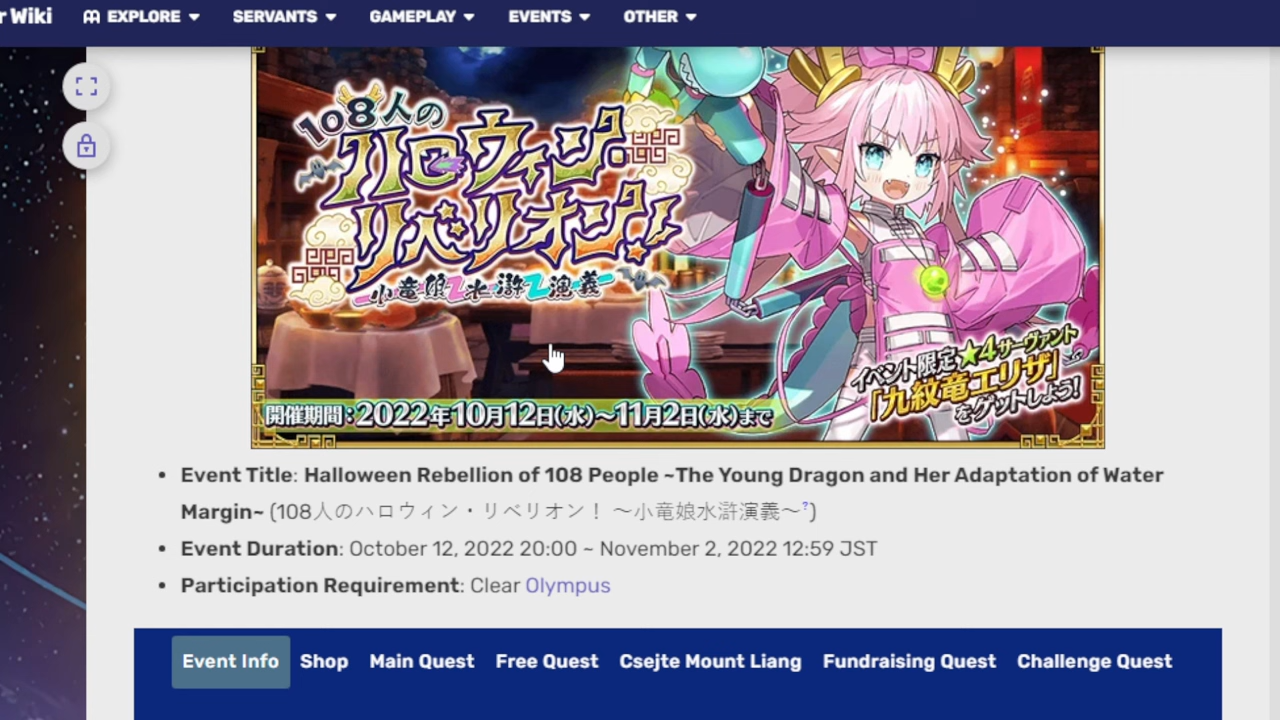 r Wiki EXPLORE SERVANTS GAMEPLAY EVENTS OTHER
108人の
ハロウィン・
リベリオン!
~小竜娘乙水滸乙演義~
イベント限定★4サーヴァント
「九紋竜エリザ」
をゲットしよう!
開催期間:2022年10月12日(水)~11月2日(水)まで
• Event Title: Halloween Rebellion of 108 People ~The Young Dragon and Her Adaptation of Water
Margin~ (108人のハロウィン・リベリオン! ~小竜娘水滸演義~?)
• Event Duration: October 12, 2022 20:00 ~ November 2, 2022 12:59 JST
• Participation Requirement: Clear Olympus
Event Info Shop Main Quest Free Quest Csejte Mount Liang Fundraising Quest Challenge Quest